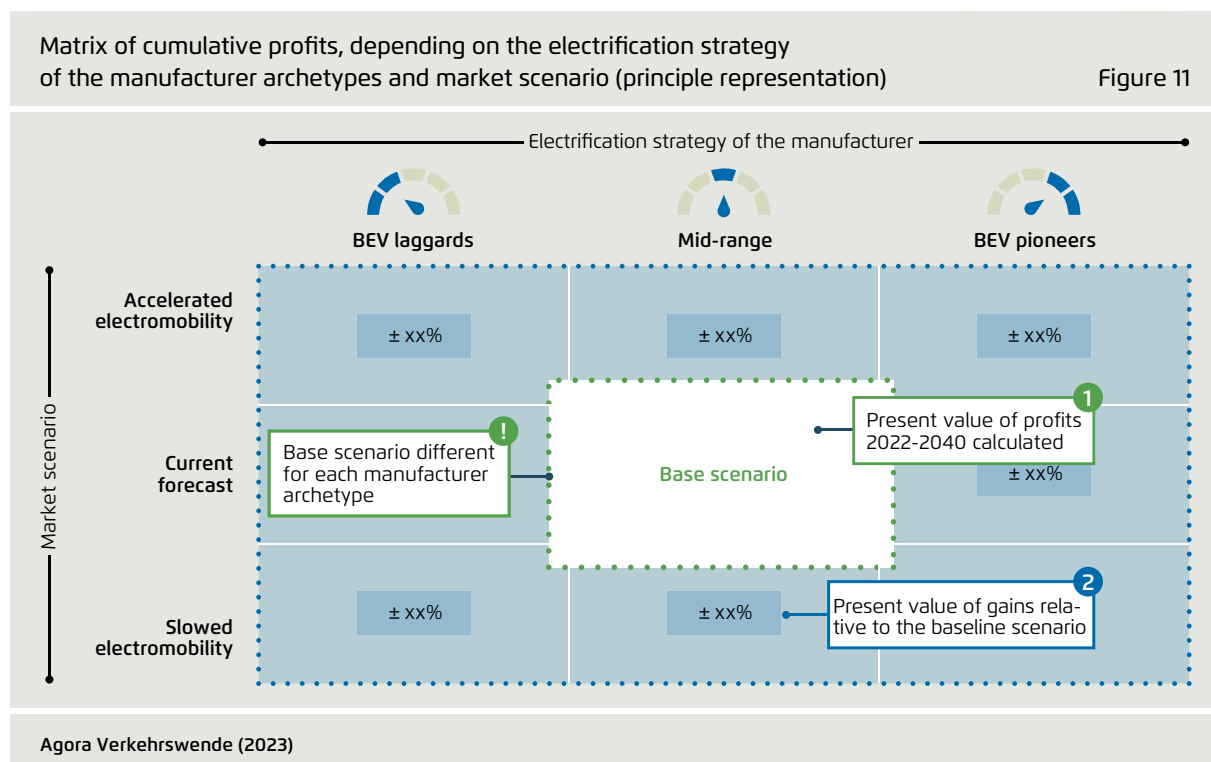 Matrix of cumulative profits, depending on the electrification strategy
of the manufacturer archetypes and market scenario (principle representation)
Figure 11
Electrification strategy of the manufacturer
BEV laggards
Mid-range
BEV pioneers
Market scenario
Accelerated
electromobility
± xx%
± xx%
± xx%
Current
forecast
!
Base scenario different
for each manufacturer
archetype
Base scenario
1
Present value of profits
2022-2040 calculated
± xx%
Slowed
electromobility
± xx%
± xx%
2
Present value of gains rela-
tive to the baseline scenario
Agora Verkehrswende (2023)